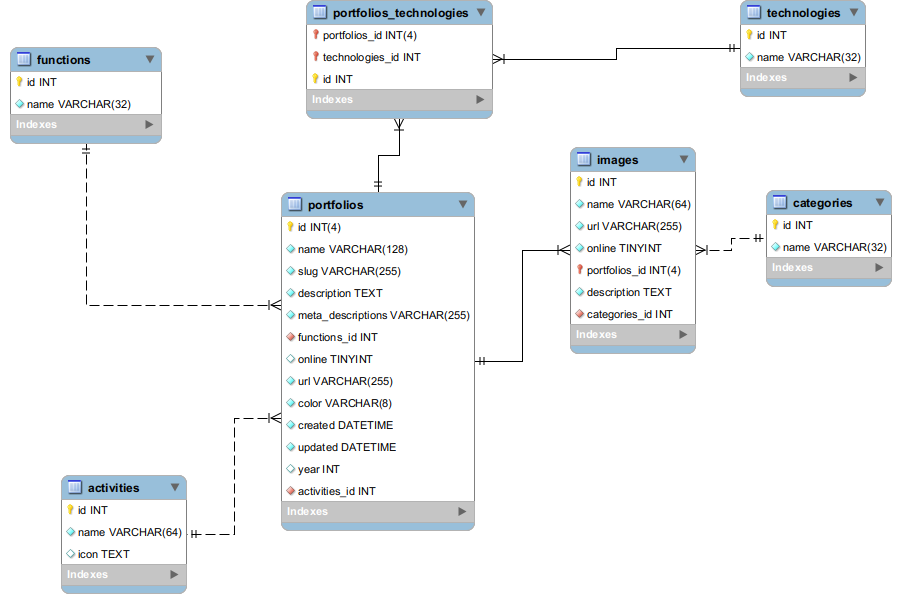 portfolios_technologies
portfolios_id INT(4)
technologies_id INT
id INT
Indexes
technologies
id INT
name VARCHAR(32)
Indexes
functions
id INT
name VARCHAR(32)
Indexes
images
id INT
name VARCHAR(64)
url VARCHAR(255)
online TINYINT
portfolios_id INT(4)
description TEXT
categories_id INT
Indexes
categories
id INT
name VARCHAR(32)
Indexes
portfolios
id INT(4)
name VARCHAR(128)
slug VARCHAR(255)
description TEXT
meta_descriptions VARCHAR(255)
functions_id INT
online TINYINT
url VARCHAR(255)
color VARCHAR(8)
created DATETIME
updated DATETIME
year INT
activities_id INT
Indexes
activities
id INT
name VARCHAR(64)
icon TEXT
Indexes